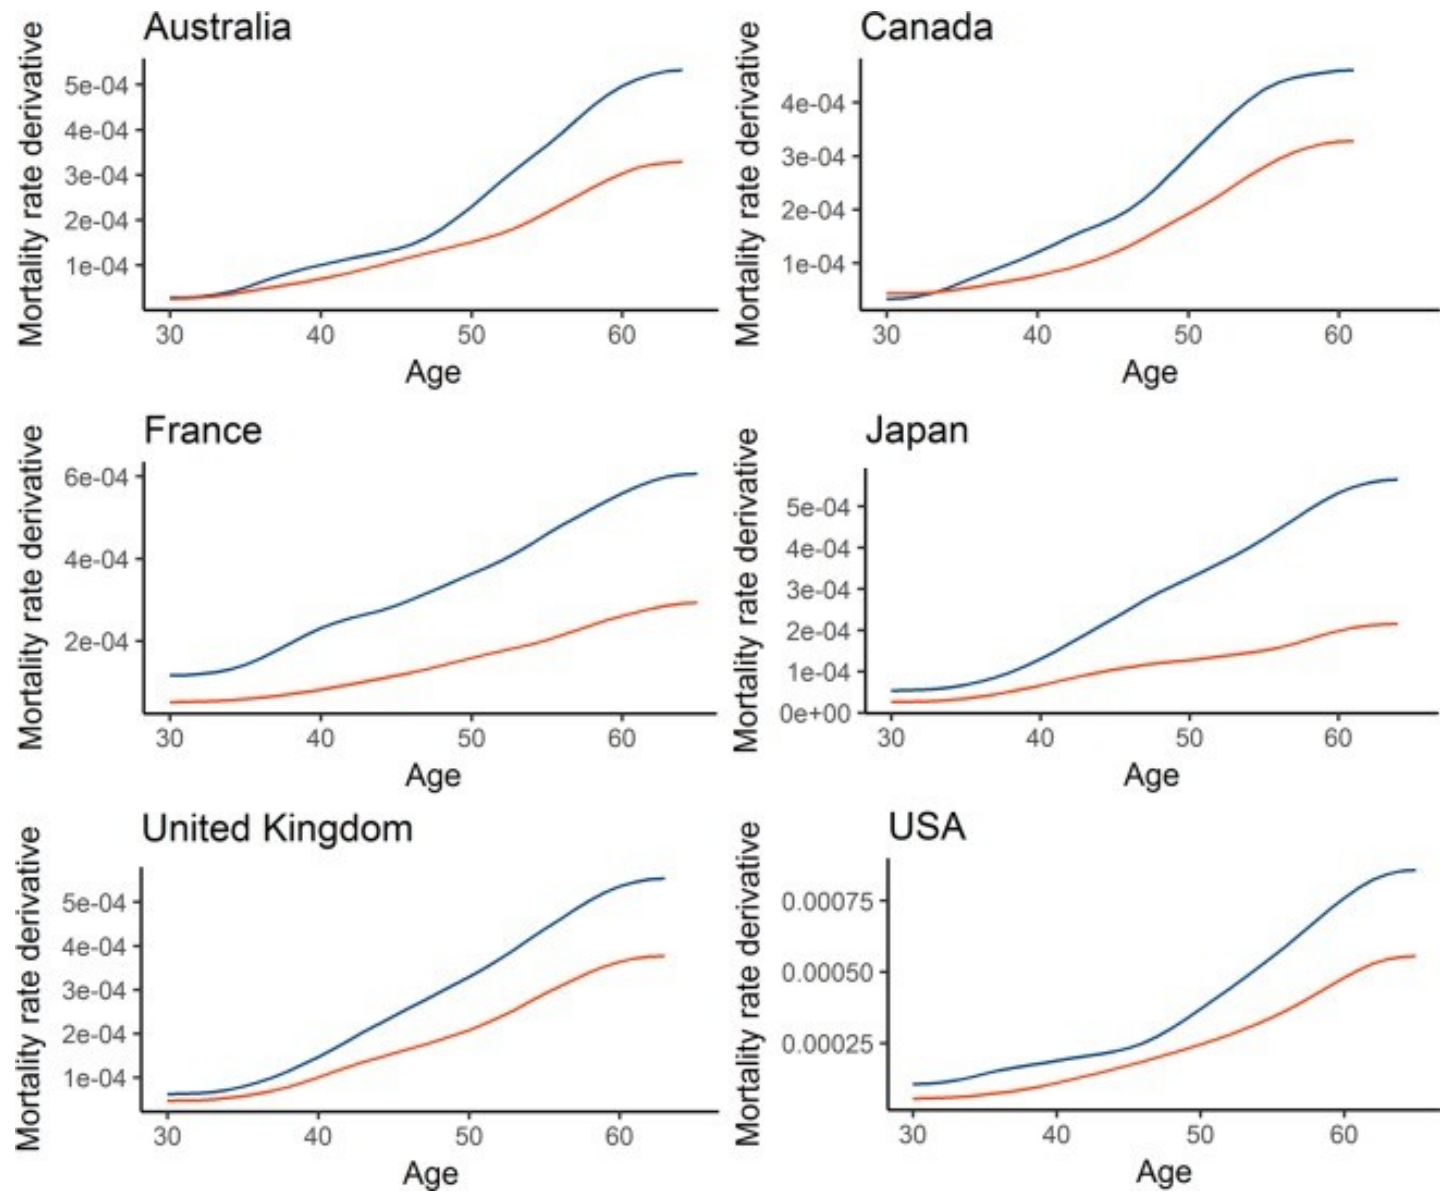 Australia
Mortality rate derivative
5e-04
4e-04
3e-04
2e-04
1e-04
30 40 50 60
Age
Canada
Mortality rate derivative
4e-04
3e-04
2e-04
1e-04
30 40 50 60
Age
France
Mortality rate derivative
6e-04
4e-04
2e-04
30 40 50 60
Age
Japan
Mortality rate derivative
5e-04
4e-04
3e-04
2e-04
1e-04
0e+00
30 40 50 60
Age
United Kingdom
Mortality rate derivative
5e-04
4e-04
3e-04
2e-04
1e-04
30 40 50 60
Age
USA
Mortality rate derivative
0.00075
0.00050
0.00025
30 40 50 60
Age